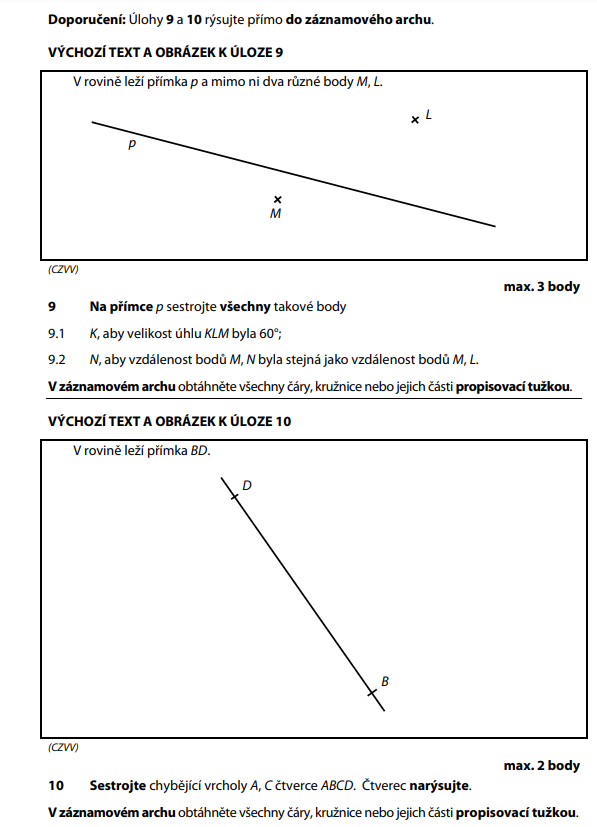 Doporučení: Úlohy 9 a 10 rýsujte přímo do záznamového archu.
VÝCHOZÍ TEXT A OBRÁZEK K ÚLOZE 9
V rovině leží přímka p a mimo ni dva různé body M, L.
L
p
M
(CZVV)
max. 3 body
9 Na přímce p sestrojte všechny takové body
9.1 K, aby velikost úhlu KLM byla 60°;
9.2 N, aby vzdálenost bodů M, N byla stejná jako vzdálenost bodů M, L.
V záznamovém archu obtáhněte všechny čáry, kružnice nebo jejich části propisovací tužkou.
VÝCHOZÍ TEXT A OBRÁZEK K ÚLOZE 10
V rovině leží přímka BD.
D
B
(CZVV)
max. 2 body
10 Sestrojte chybějící vrcholy A, C čtverce ABCD. Čtverec narýsujte.
V záznamovém archu obtáhněte všechny čáry, kružnice nebo jejich části propisovací tužkou.